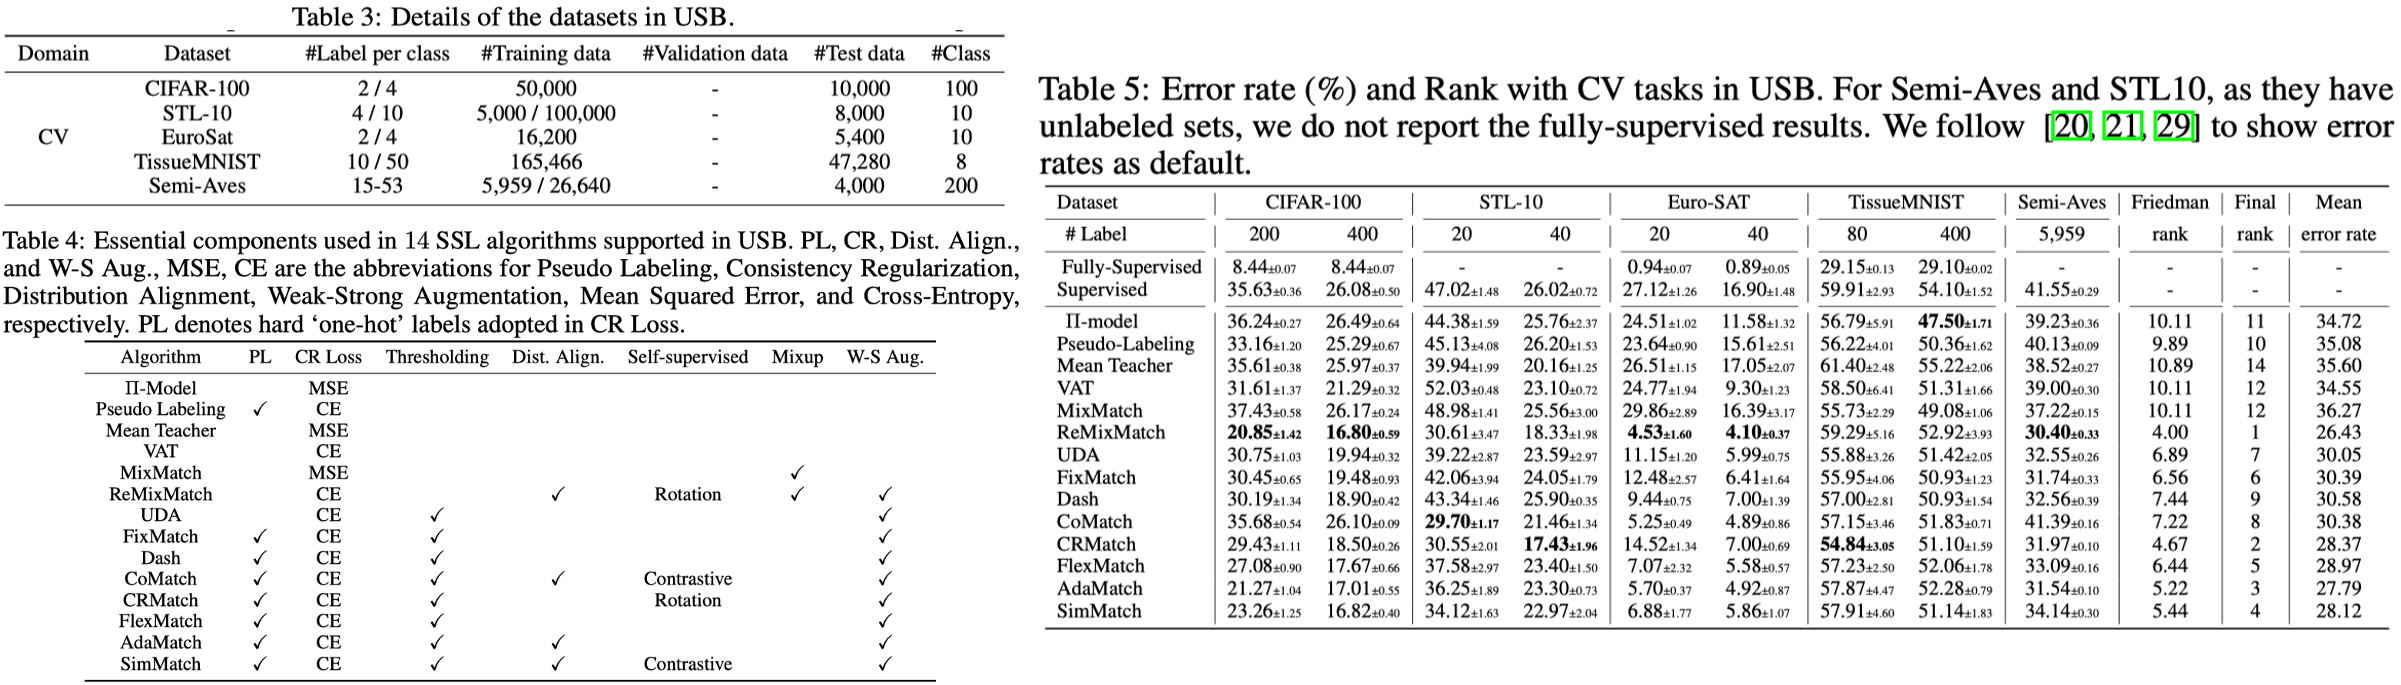 Table 3: Details of the datasets in USB.
Domain Dataset #Label per class #Training data #Validation data #Test data #Class
CIFAR-100 2 / 4 50,000 - 10,000 100
STL-10 4 / 10 5,000 / 100,000 - 8,000 10
CV EuroSat 2 / 4 16,200 - 5,400 10
TissueMNIST 10 / 50 165,466 - 47,280 8
Semi-Aves 15-53 5,959 / 26,640 - 4,000 200
Table 4: Essential components used in 14 SSL algorithms supported in USB. PL, CR, Dist. Align.,
and W-S Aug., MSE, CE are the abbreviations for Pseudo Labeling, Consistency Regularization,
Distribution Alignment, Weak-Strong Augmentation, Mean Squared Error, and Cross-Entropy,
respectively. PL denotes hard ‘one-hot’ labels adopted in CR Loss.
Algorithm PL CR Loss Thresholding Dist. Align. Self-supervised Mixup W-S Aug.
Π-Model MSE
Pseudo Labeling ✓ CE
Mean Teacher MSE
VAT CE
MixMatch MSE ✓
ReMixMatch CE ✓ Rotation ✓ ✓
UDA CE ✓ ✓
FixMatch ✓ CE ✓ ✓
Dash ✓ CE ✓ ✓
CoMatch ✓ CE ✓ ✓ Contrastive ✓
CRMatch ✓ CE ✓ Rotation ✓
FlexMatch ✓ CE ✓ ✓
AdaMatch ✓ CE ✓ ✓ ✓
SimMatch ✓ CE ✓ ✓ Contrastive ✓
Table 5: Error rate (%) and Rank with CV tasks in USB. For Semi-Aves and STL10, as they have
unlabeled sets, we do not report the fully-supervised results. We follow [20, 21, 29] to show error
rates as default.
Dataset CIFAR-100 STL-10 Euro-SAT TissueMNIST Semi-Aves Friedman Final Mean
# Label 200 400 20 40 20 40 80 400 5,959 rank rank error rate
Fully-Supervised 8.44±0.07 8.44±0.07 - - 0.94±0.07 0.89±0.05 29.15±0.13 29.10±0.02 - - - -
Supervised 35.63±0.36 26.08±0.50 47.02±1.48 26.02±0.72 27.12±1.26 16.90±1.48 59.91±2.93 54.10±1.52 41.55±0.29 - - -
Π-model 36.24±0.27 26.49±0.64 44.38±1.59 25.76±2.37 24.51±1.02 11.58±1.32 56.79±5.91 47.50±1.71 39.23±0.36 10.11 11 34.72
Pseudo-Labeling 33.16±1.20 25.29±0.67 45.13±4.08 26.20±1.53 23.64±0.90 15.61±2.51 56.22±4.01 50.36±1.62 40.13±0.09 9.89 10 35.08
Mean Teacher 35.61±0.38 25.97±0.37 39.94±1.99 20.16±1.25 26.51±1.15 17.05±2.07 61.40±2.48 55.22±2.06 38.52±0.27 10.89 14 35.60
VAT 31.61±1.37 21.29±0.32 52.03±0.48 23.10±0.72 24.77±1.94 9.30±1.23 58.50±6.41 51.31±1.66 39.00±0.30 10.11 12 34.55
MixMatch 37.43±0.58 26.17±0.24 48.98±1.41 25.56±3.00 29.86±2.89 16.39±3.17 55.73±2.29 49.08±1.06 37.22±0.15 10.11 12 36.27
ReMixMatch 20.85±1.42 16.80±0.59 30.61±3.47 18.33±1.98 4.53±1.60 4.10±0.37 59.29±5.16 52.92±3.93 30.40±0.33 4.00 1 26.43
UDA 30.75±1.03 19.94±0.32 39.22±2.87 23.59±2.97 11.15±1.20 5.99±0.75 55.88±3.26 51.42±2.05 32.55±0.26 6.89 7 30.05
FixMatch 30.45±0.65 19.48±0.93 42.06±3.94 24.05±1.79 12.48±2.57 6.41±1.64 55.95±4.06 50.93±1.23 31.74±0.33 6.56 6 30.39
Dash 30.19±1.34 18.90±0.42 43.34±1.46 25.90±0.35 9.44±0.75 7.00±1.39 57.00±2.81 50.93±1.54 32.56±0.39 7.44 9 30.58
CoMatch 35.68±0.54 26.10±0.09 29.70±1.17 21.46±1.34 5.25±0.49 4.89±0.86 57.15±3.46 51.83±0.71 41.39±0.16 7.22 8 30.38
CRMatch 29.43±1.11 18.50±0.26 30.55±2.01 17.43±1.96 14.52±1.34 7.00±0.69 54.84±3.05 51.10±1.59 31.97±0.10 4.67 2 28.37
FlexMatch 27.08±0.90 17.67±0.66 37.58±2.97 23.40±1.50 7.07±2.32 5.58±0.57 57.23±2.50 52.06±1.78 33.09±0.16 6.44 5 28.97
AdaMatch 21.27±1.04 17.01±0.55 36.25±1.89 23.30±0.73 5.70±0.37 4.92±0.87 57.87±4.47 52.28±0.79 31.54±0.10 5.22 3 27.79
SimMatch 23.26±1.25 16.82±0.40 34.12±1.63 22.97±2.04 6.88±1.77 5.86±1.07 57.91±4.60 51.14±1.83 34.14±0.30 5.44 4 28.12